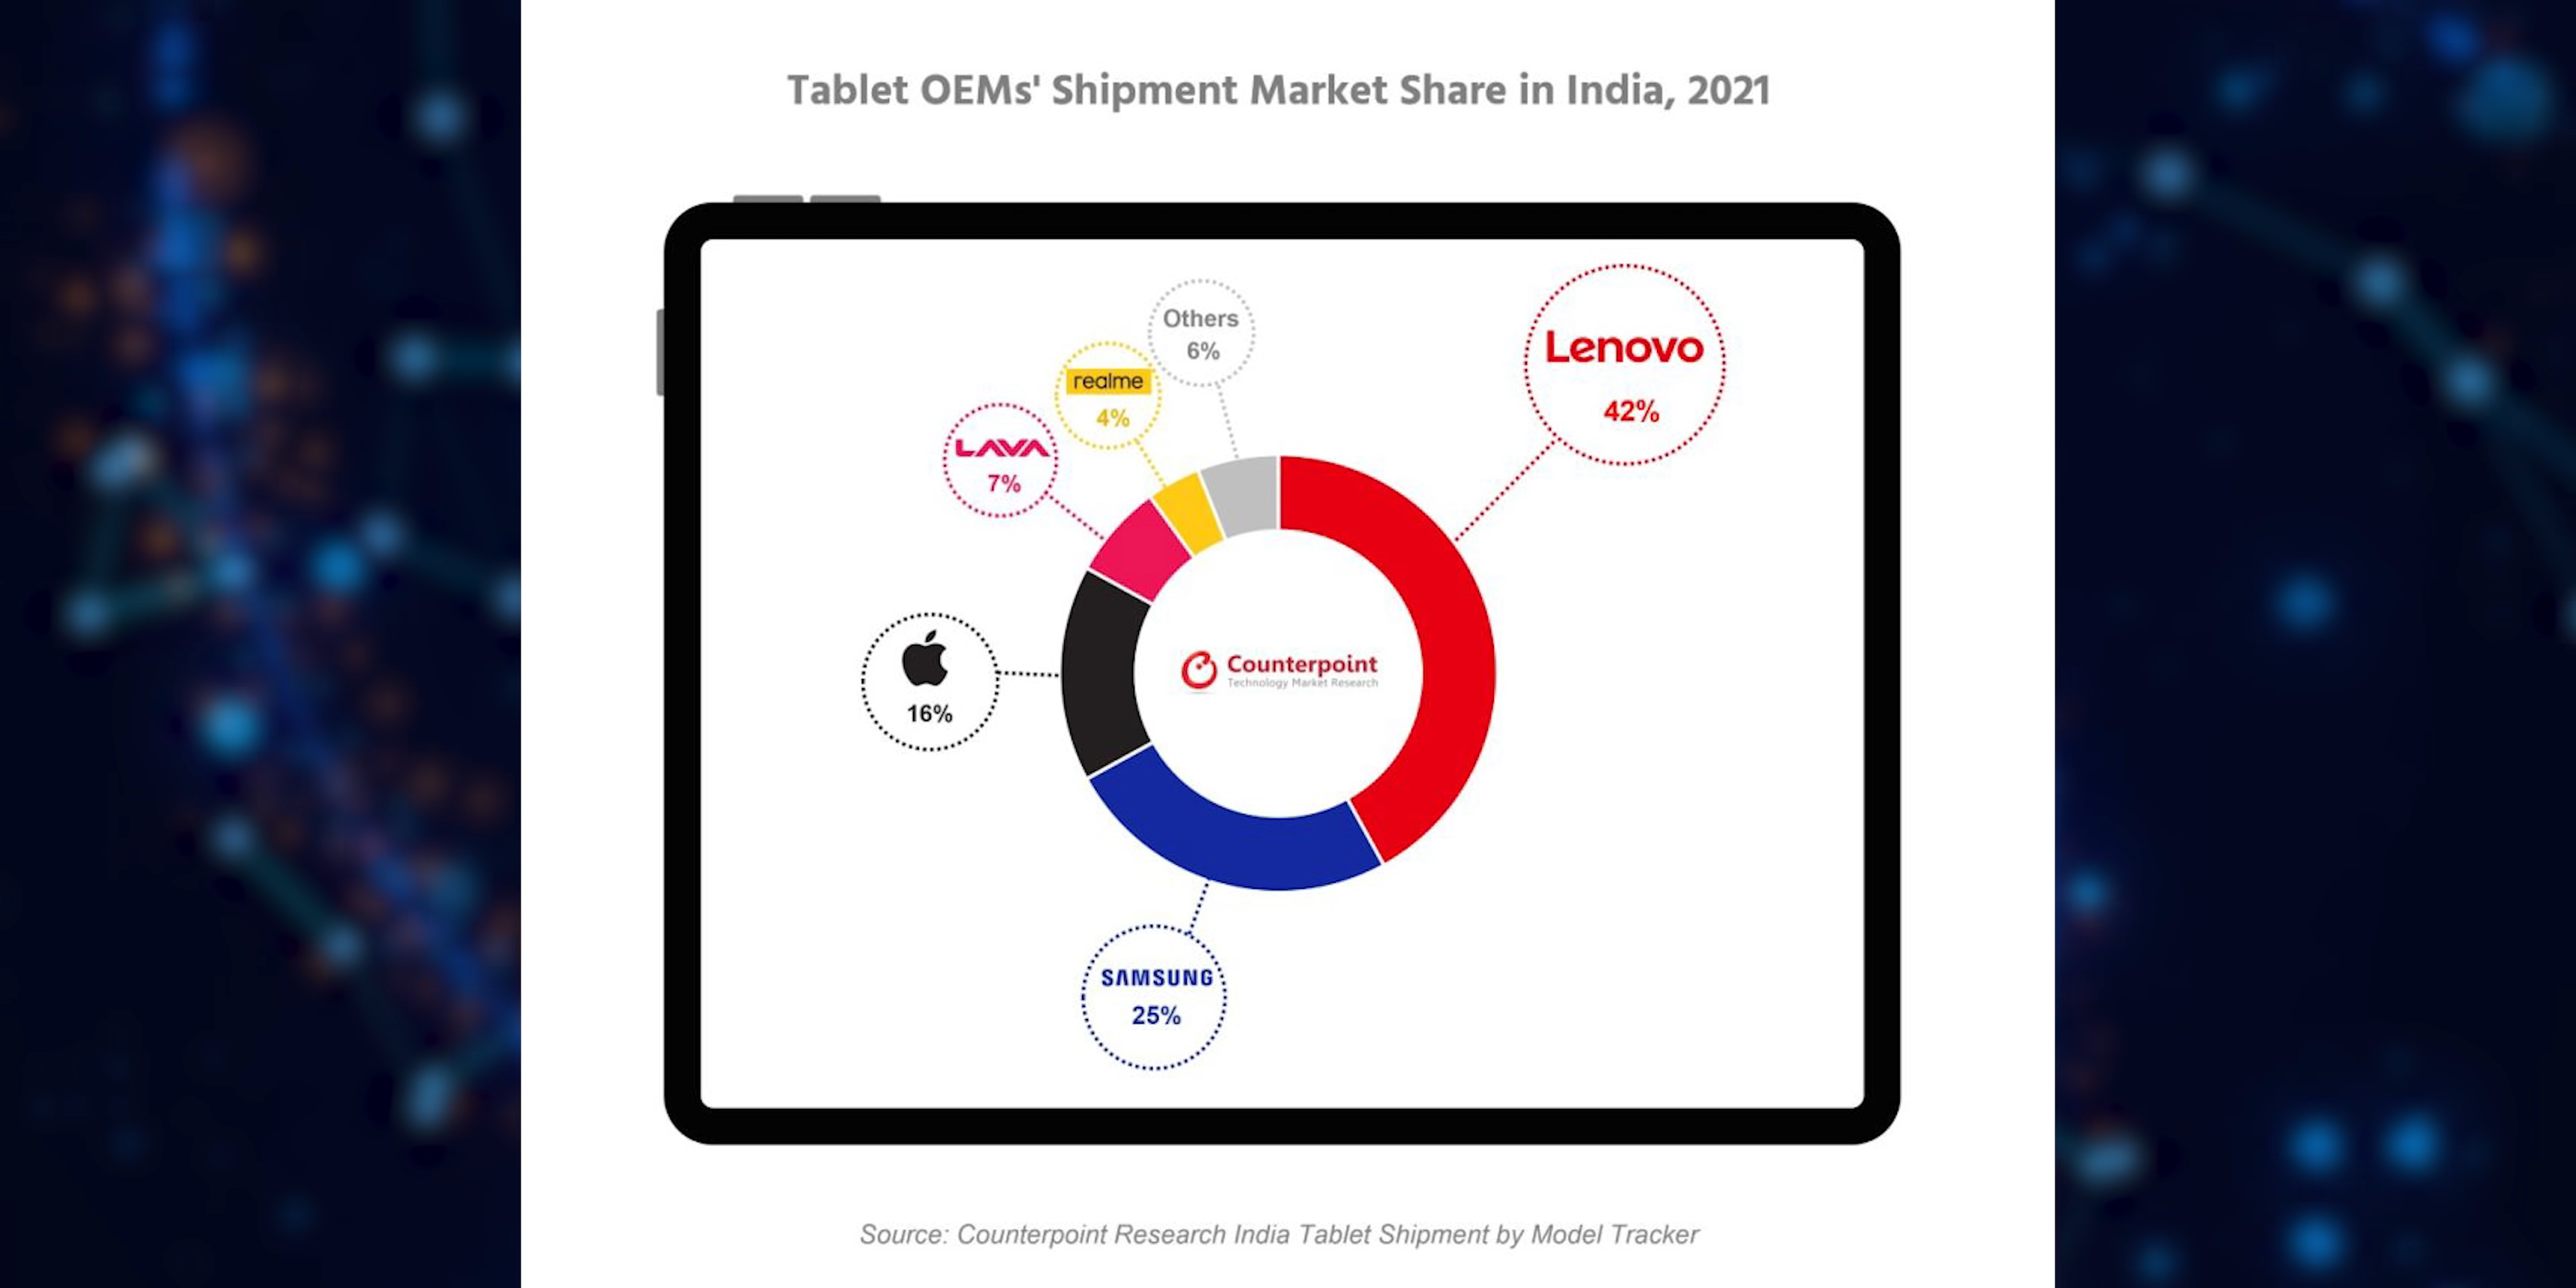 Tablet OEMs' Shipment Market Share in India, 2021
Others
6%
realme
4%
LAVA
7%
Lenovo
42%
16%
Counterpoint
Technology Market Research
SAMSUNG
25%
Source: Counterpoint Research India Tablet Shipment by Model Tracker